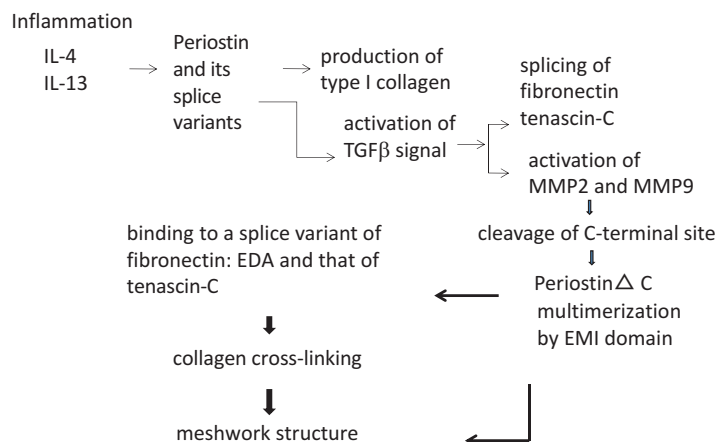 Inflammation
IL-4
IL-13
Periostin
and its
splice
variants
production of
type I collagen
activation of
TGFβ signal
splicing of
fibronectin
tenascin-C
activation of
MMP2 and MMP9
cleavage of C-terminal site
Periostin△ C
multimerization
by EMI domain
binding to a splice variant of
fibronectin: EDA and that of
tenascin-C
collagen cross-linking
meshwork structure